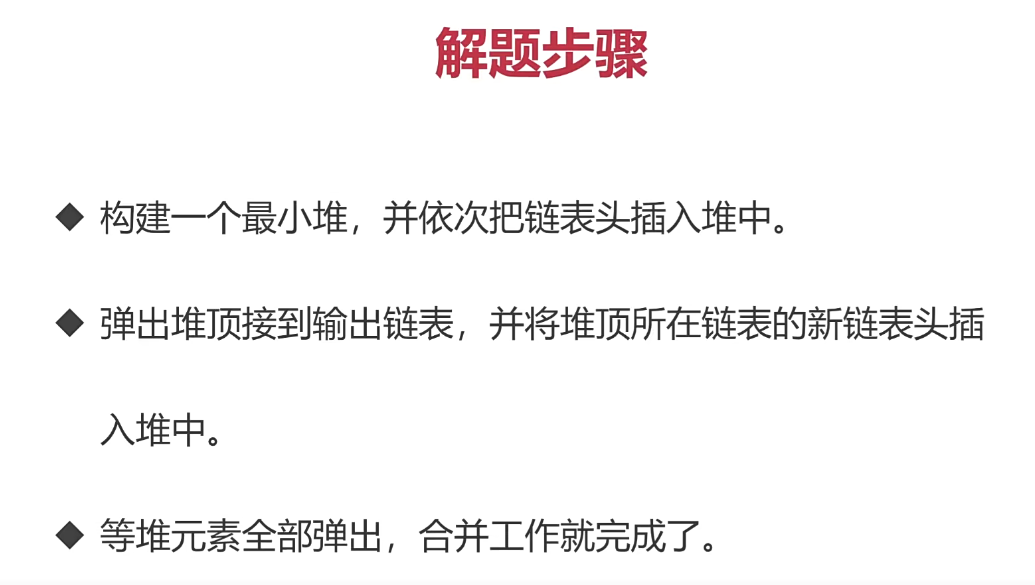 解题步骤
◆ 构建一个最小堆，并依次把链表头插入堆中。
◆ 弹出堆顶接到输出链表，并将堆顶所在链表的新链表头插
入堆中。
◆ 等堆元素全部弹出，合并工作就完成了。